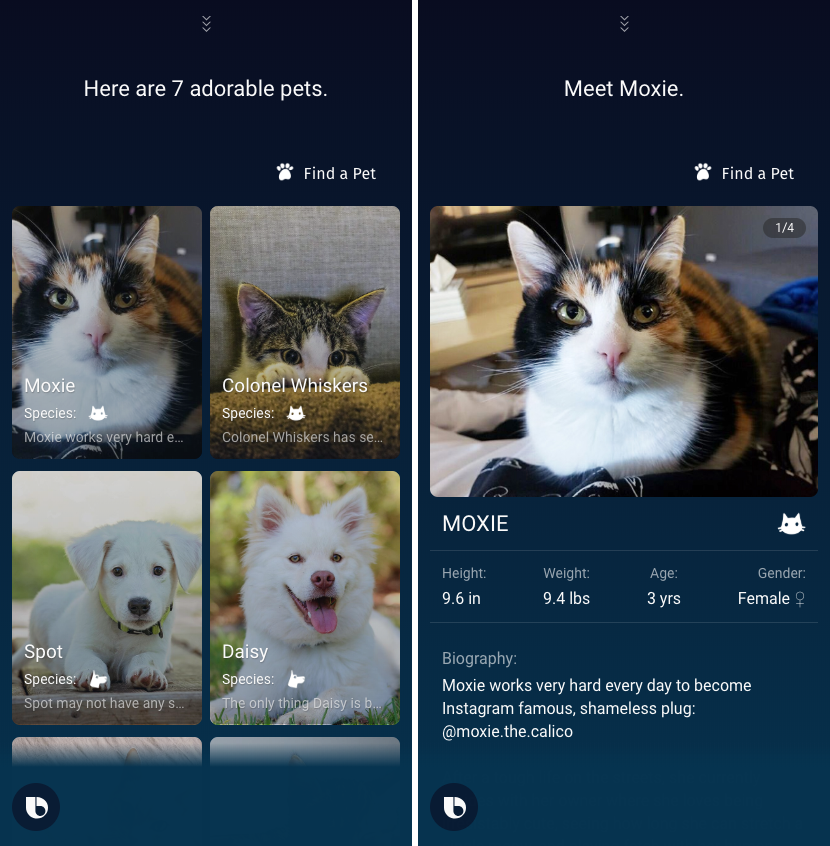 Here are 7 adorable pets.
Find a Pet
Moxie
Species:
Moxie works very hard e...
Colonel Whiskers
Species:
Colonel Whiskers has se...
Spot
Species:
Spot may not have any s...
Daisy
Species:
The only thing Daisy is b...
Meet Moxie.
Find a Pet
1/4
MOXIE
Height: Weight: Age: Gender:
9.6 in 9.4 lbs 3 yrs Female ♀
Biography:
Moxie works very hard every day to become
Instagram famous, shameless plug:
@moxie.the.calico